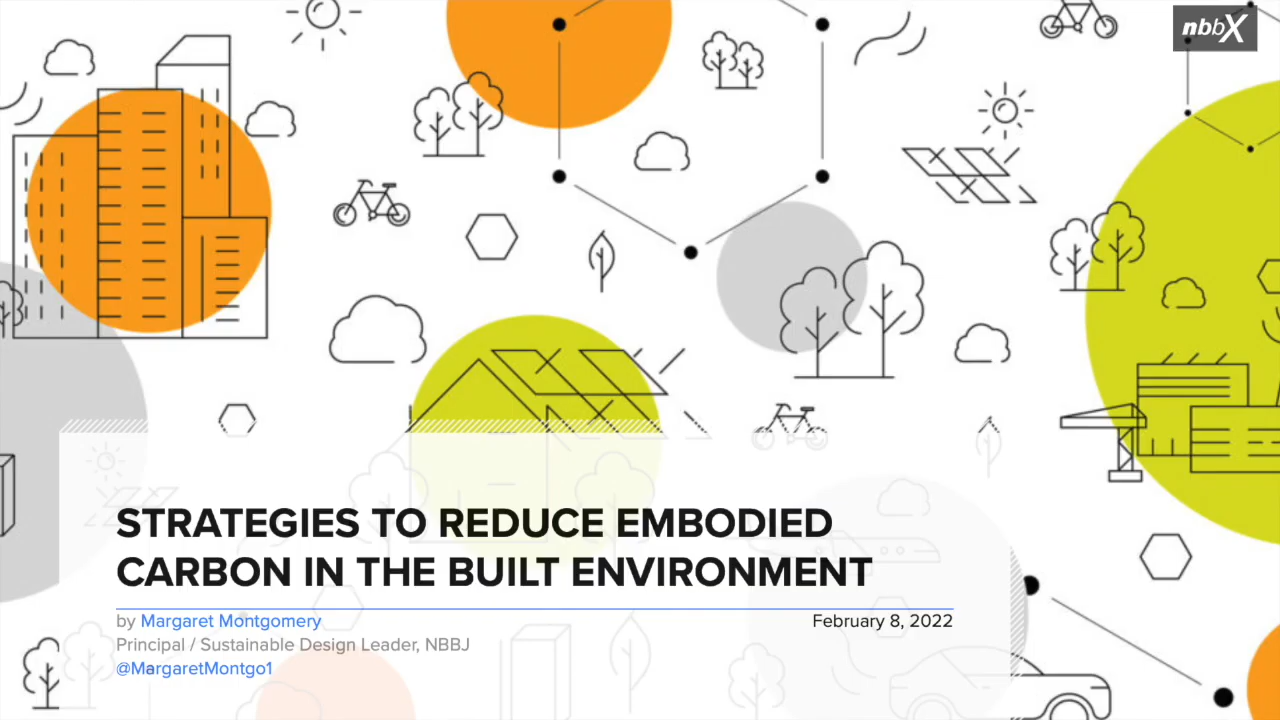 nbbX
STRATEGIES TO REDUCE EMBODIED
CARBON IN THE BUILT ENVIRONMENT
by Margaret Montgomery
February 8, 2022
Principal / Sustainable Design Leader, NBBJ
@MargaretMontgo1